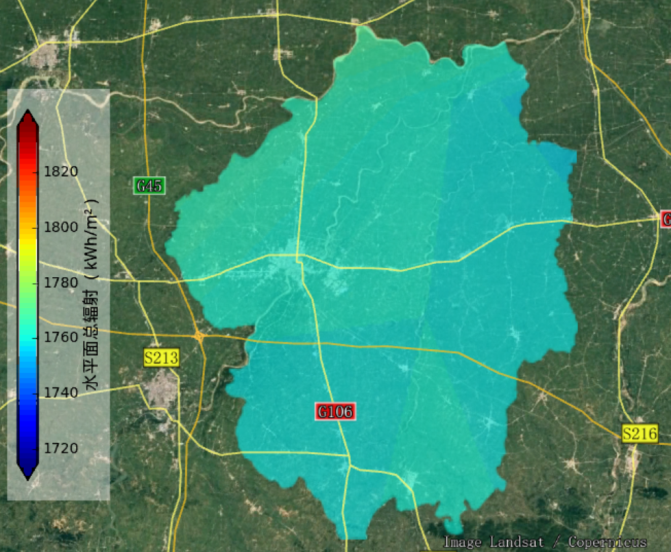 G45
1820
1800
1780
1760
1740
1720
水平面总辐射（kWh/m²）
S213
G106
S216
G
Image Landsat / Copernicus